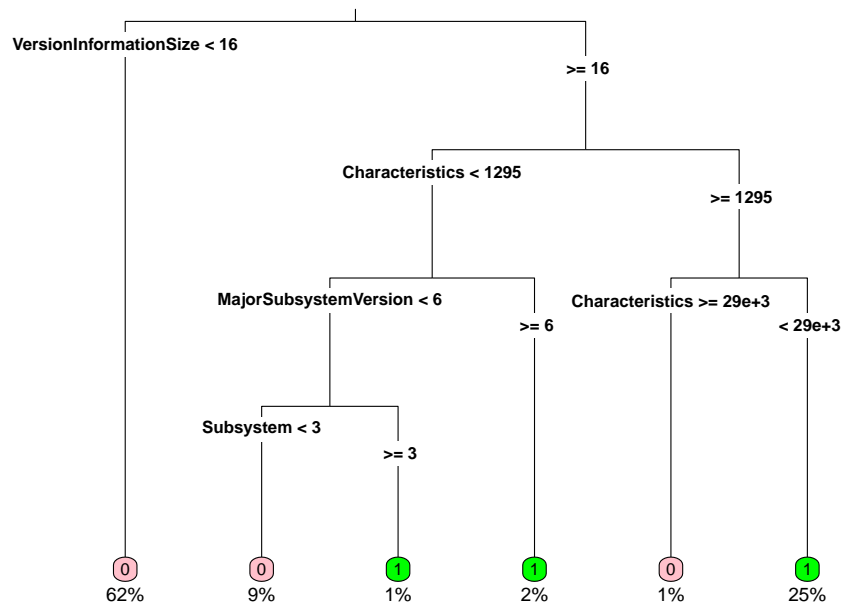 VersionInformationSize < 16
>= 16
Characteristics < 1295
>= 1295
MajorSubsystemVersion < 6
>= 6
Characteristics >= 29e+3
< 29e+3
Subsystem < 3
>= 3
0 0 1 1 0 1
62% 9% 1% 2% 1% 25%